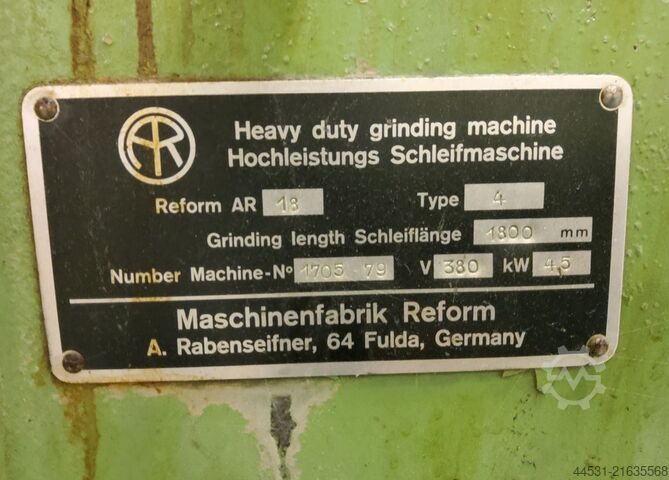 AR
Heavy duty grinding machine
Hochleistungs Schleifmaschine
Reform AR 18 Type 4
Grinding length Schleiflänge 1800 mm
Number Machine-No 1705 79 V 380 kW 4,5
Maschinenfabrik Reform
A. Rabenseifner, 64 Fulda, Germany
44531-21635568